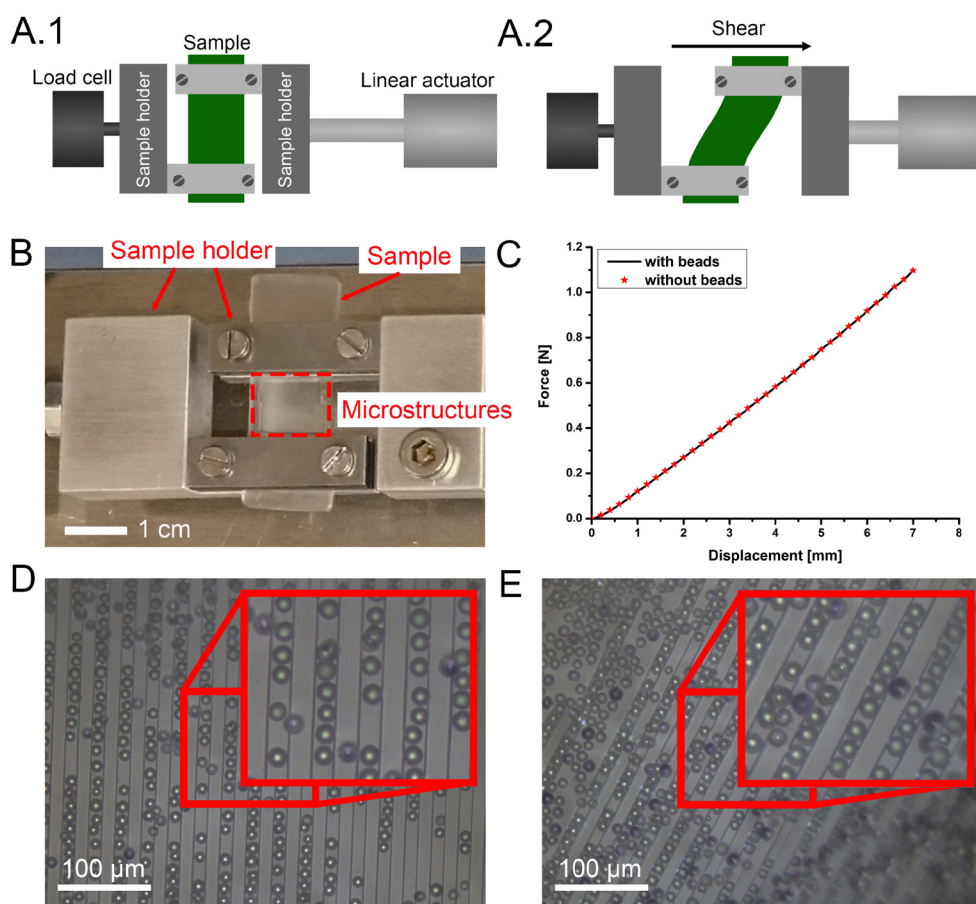 A.1
Sample
Load cell
Sample holder
Sample holder
Linear actuator
A.2
Shear
B
Sample holder
Sample
Microstructures
1 cm
C
with beads
without beads
Force [N]
1.2
1.0
0.8
0.6
0.4
0.2
0.0
0 1 2 3 4 5 6 7 8
Displacement [mm]
D
100 µm
E
100 µm